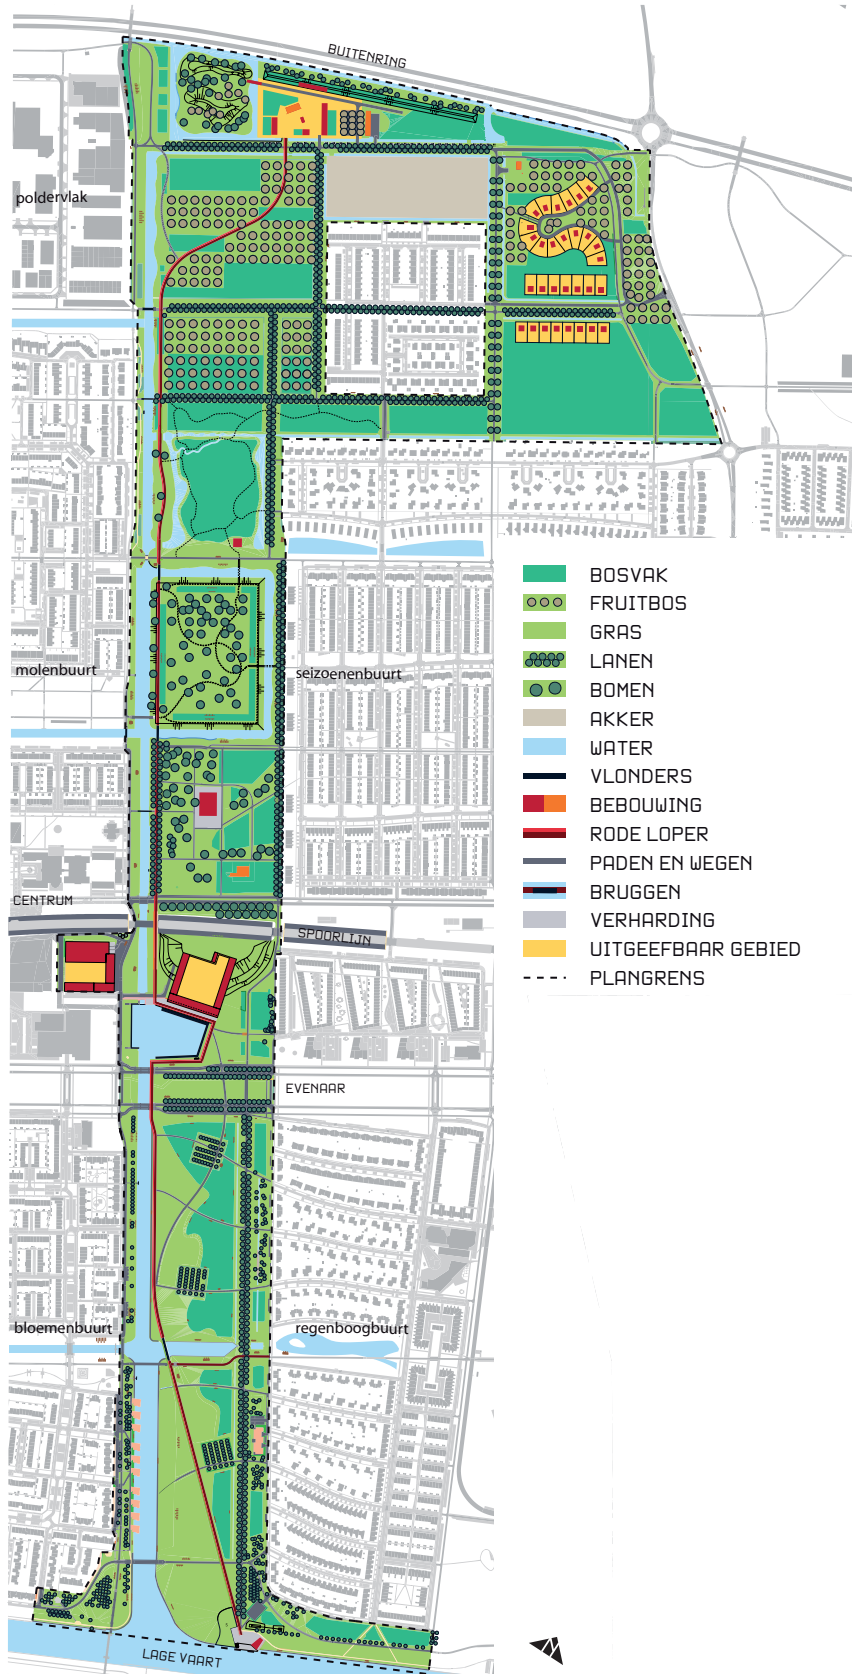 BUITENRING
poldervlak
BOSVAK
FRUITBOS
GRAS
LANEN
BOMEN
AKKER
WATER
VLONDERS
BEBOUWING
RODE LOPER
PADEN EN WEGEN
BRUGGEN
VERHARDING
UITGEEFBAAR GEBIED
PLANGRENS
molenbuurt
seizoenenbuurt
CENTRUM
SPOORLIJN
EVENAAR
bloemenbuurt
regenboogbuurt
LAGE VAART